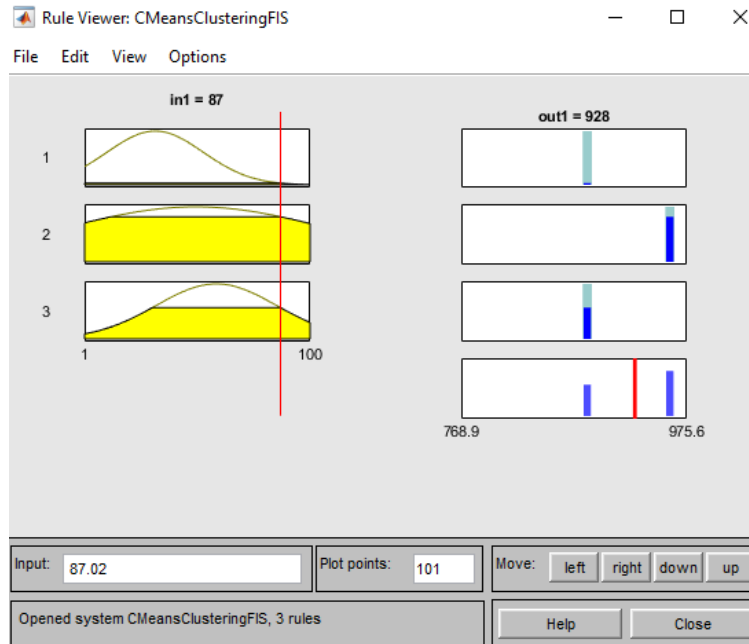 Rule Viewer: CMeansClusteringFIS
File Edit View Options
in1 = 87
out1 = 928
1
2
3
1 100
768.9 975.6
Input: 87.02 Plot points: 101 Move: left right down up
Opened system CMeansClusteringFIS, 3 rules Help Close